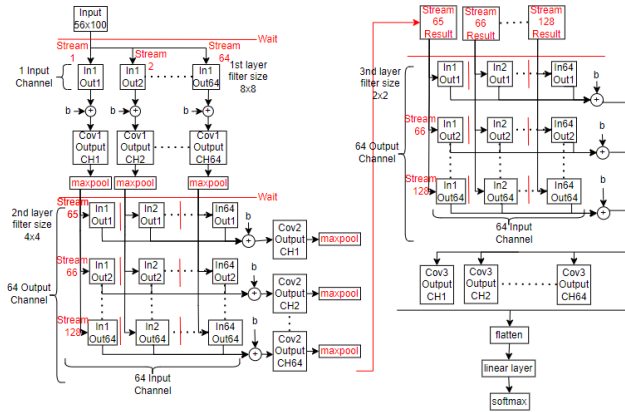 Input
56x100
Wait
Stream
1
Stream
2
Stream
64
1 Input
Channel
In1
Out1
In1
Out2
In1
Out64
1st layer
filter size
8x8
b
b
b
Cov1
Output
CH1
Cov1
Output
CH2
Cov1
Output
CH64
maxpool
maxpool
maxpool
Wait
2nd layer
filter size
4x4
Stream
65
In1
Out1
In2
Out1
In64
Out1
b
Cov2
Output
CH1
maxpool
64 Output
Channel
Stream
66
In1
Out2
In2
Out2
In64
Out2
b
Cov2
Output
CH2
maxpool
Stream
128
In1
Out64
In2
Out64
In64
Out64
b
Cov2
Output
CH64
maxpool
64 Input
Channel
Stream
65
Result
Stream
66
Result
Stream
128
Result
3nd layer
filter size
2x2
In1
Out1
In2
Out1
In64
Out1
b
64 Output
Channel
Stream
66
In1
Out2
In2
Out2
In64
Out2
b
Stream
128
In1
Out64
In2
Out64
In64
Out64
b
64 Input
Channel
Cov3
Output
CH1
Cov3
Output
CH2
Cov3
Output
CH64
flatten
linear layer
softmax